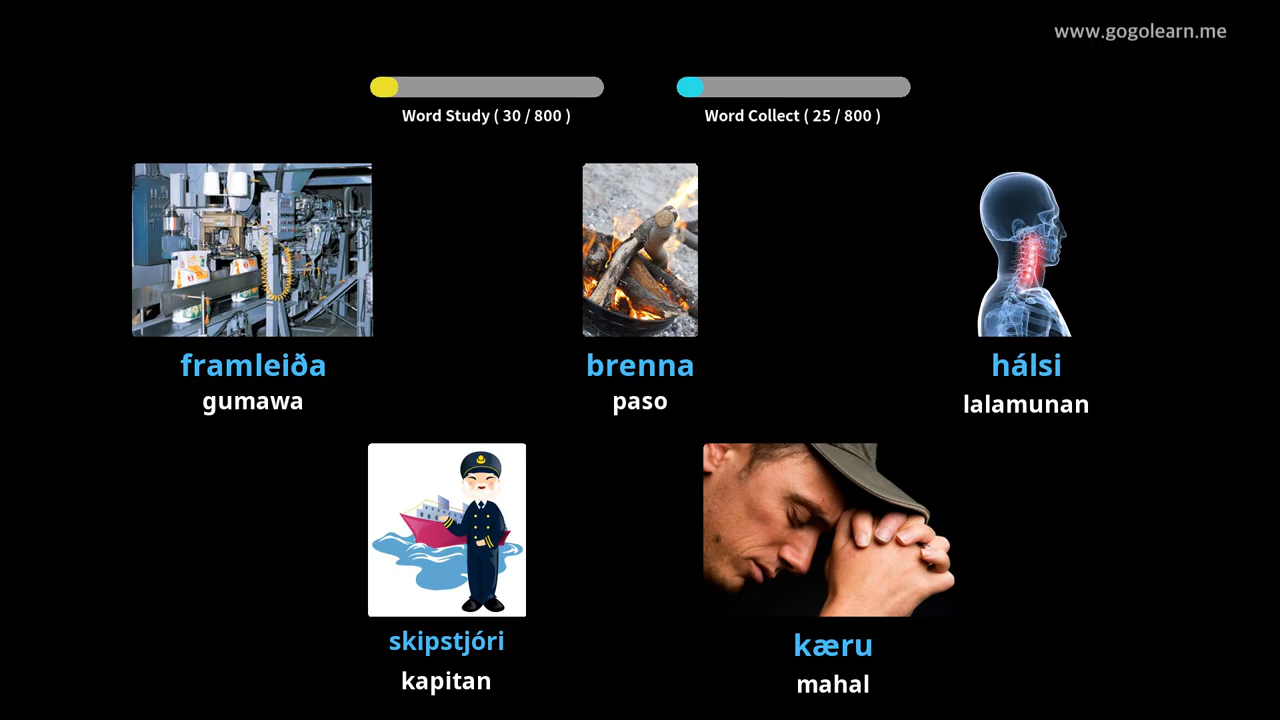 www.gogolearn.me
Word Study ( 30 / 800 )
Word Collect ( 25 / 800 )
framleiða
gumawa
brenna
paso
hálsi
lalamunan
skipstjóri
kapitan
kæru
mahal